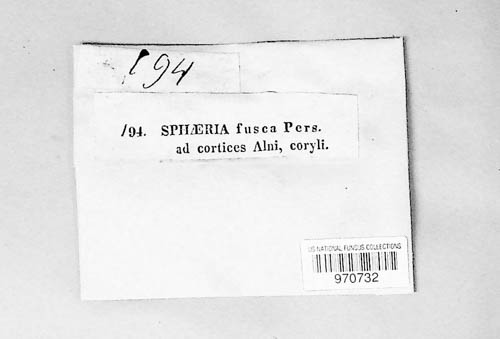 194
194. SPHÆRIA fusca Pers.
ad cortices Alni, coryli.
US NATIONAL FUNGUS COLLECTIONS
970732